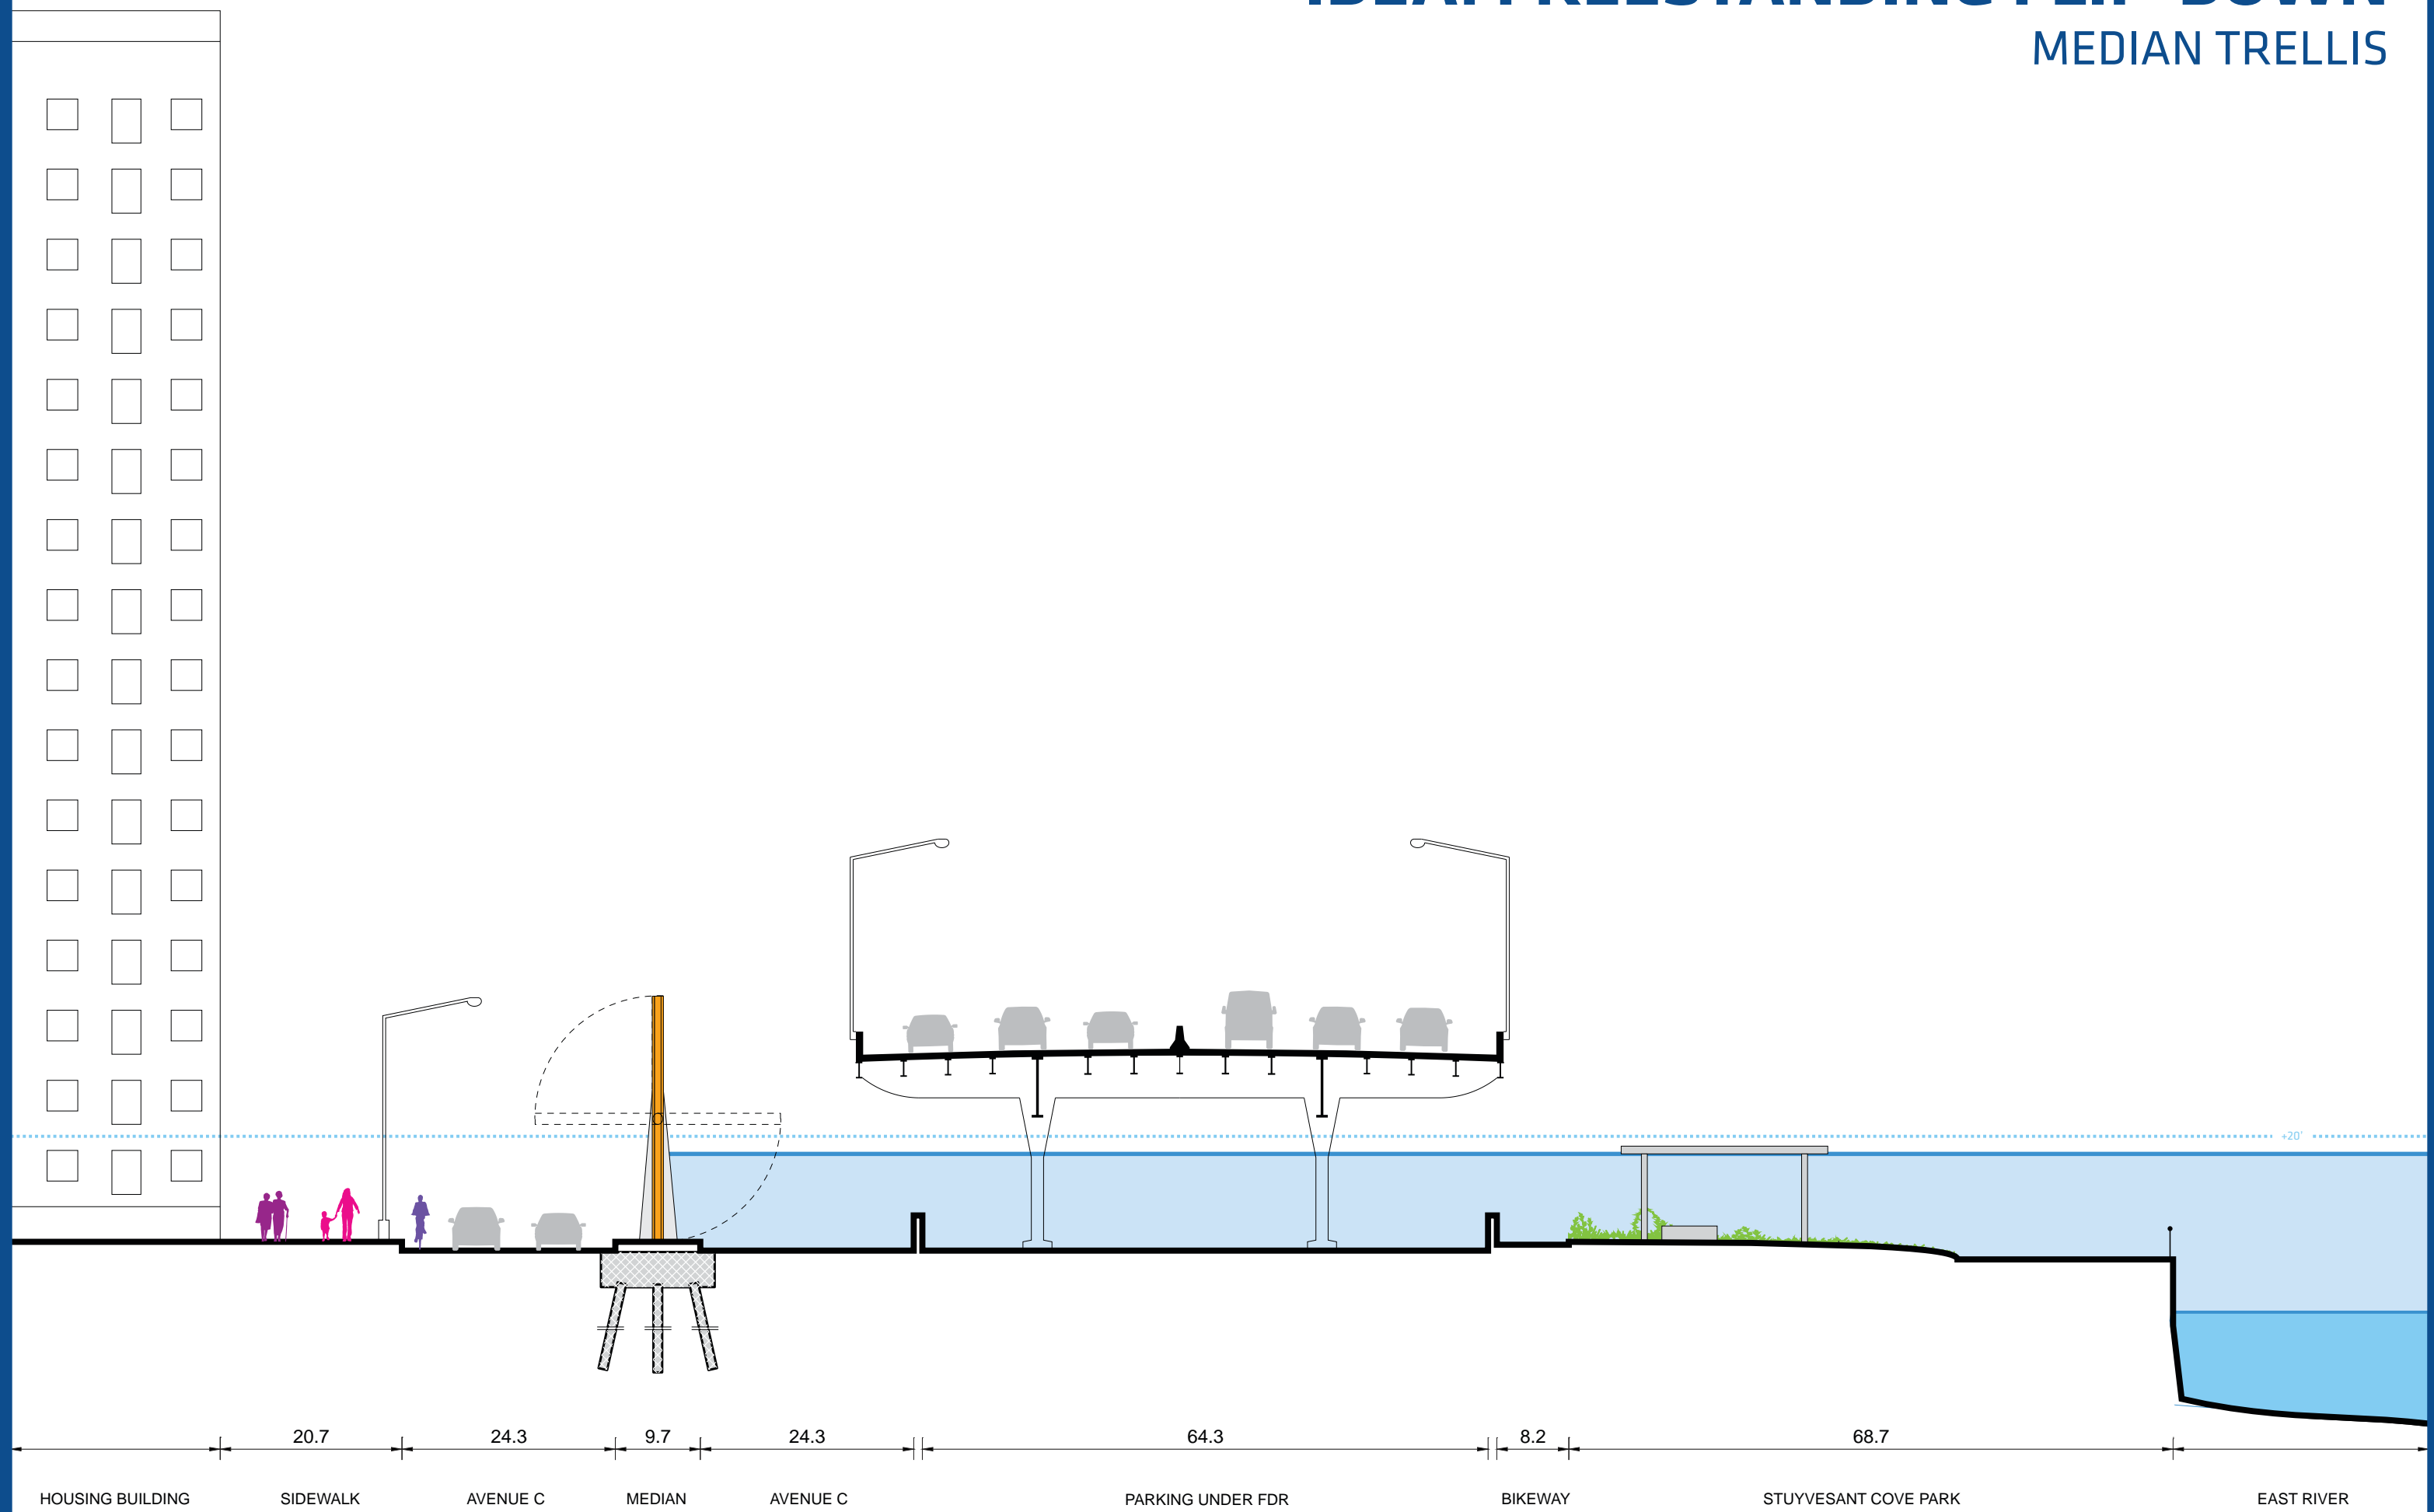 MEDIAN TRELLIS
+20'
20.7 24.3 9.7 24.3 64.3 8.2 68.7
HOUSING BUILDING SIDEWALK AVENUE C MEDIAN AVENUE C PARKING UNDER FDR BIKEWAY STUYVESANT COVE PARK EAST RIVER